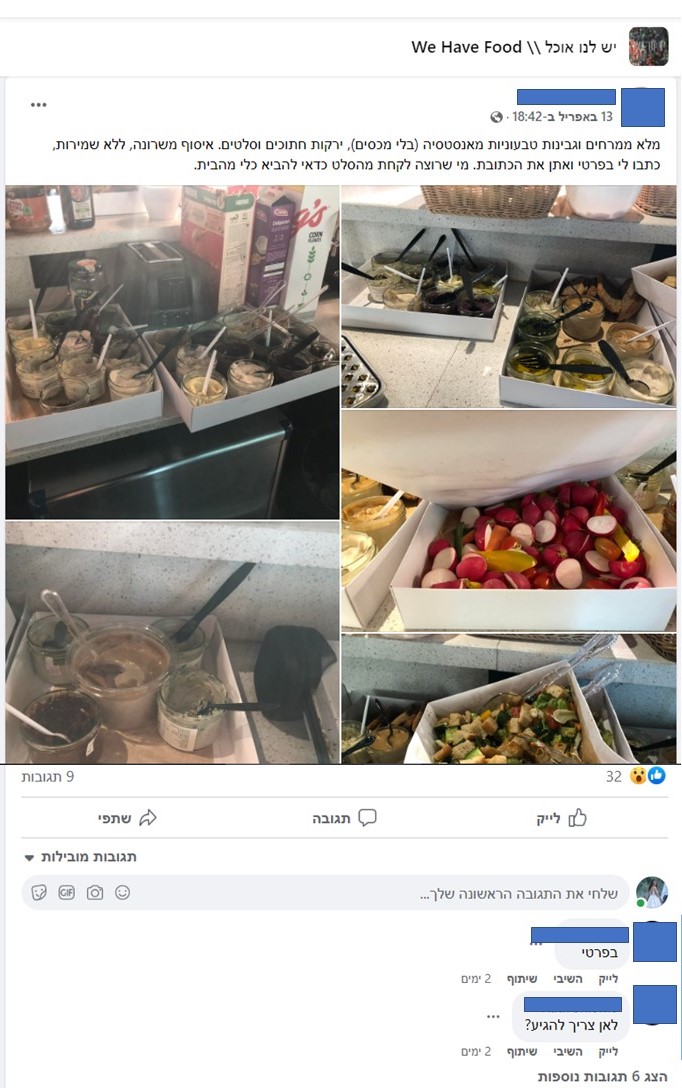 יש לנו אוכל \\ We Have Food
13 באפריל ב-18:42 ·
מלא ממרחים וגבינות טבעוניות מאנסטסיה (בלי מכסים), ירקות חתוכים וסלטים. איסוף משרונה, ללא שמירות,
כתבו לי בפרטי ואתן את הכתובת. מי שרוצה לקחת מהסלט כדאי להביא כלי מהבית.
CORN
FLAKES
32
9 תגובות
לייק
תגובה
שתפי
תגובות מובילות
שלחי את התגובה הראשונה שלך...
GIF
בפרטי
לייק השיבי שיתוף 2 ימים
לאן צריך להגיע?
לייק השיבי שיתוף 2 ימים
הצג 6 תגובות נוספות